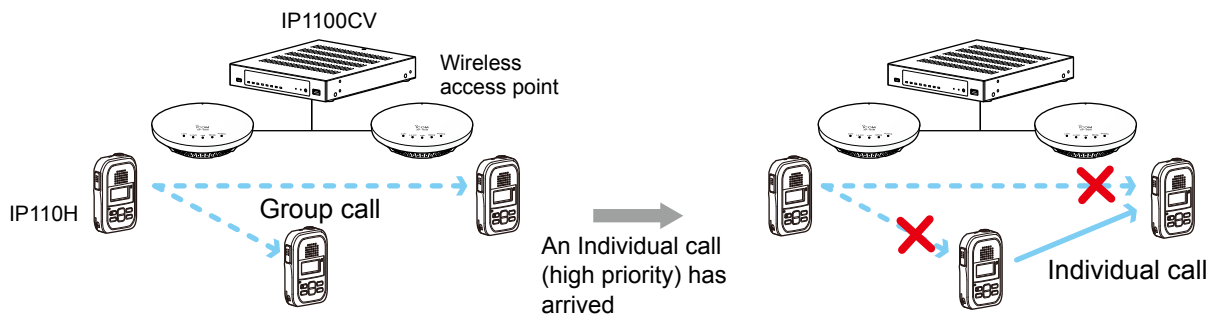 IP1100CV
Wireless
access point
IP110H
Group call
An Individual call
(high priority) has
arrived
Individual call